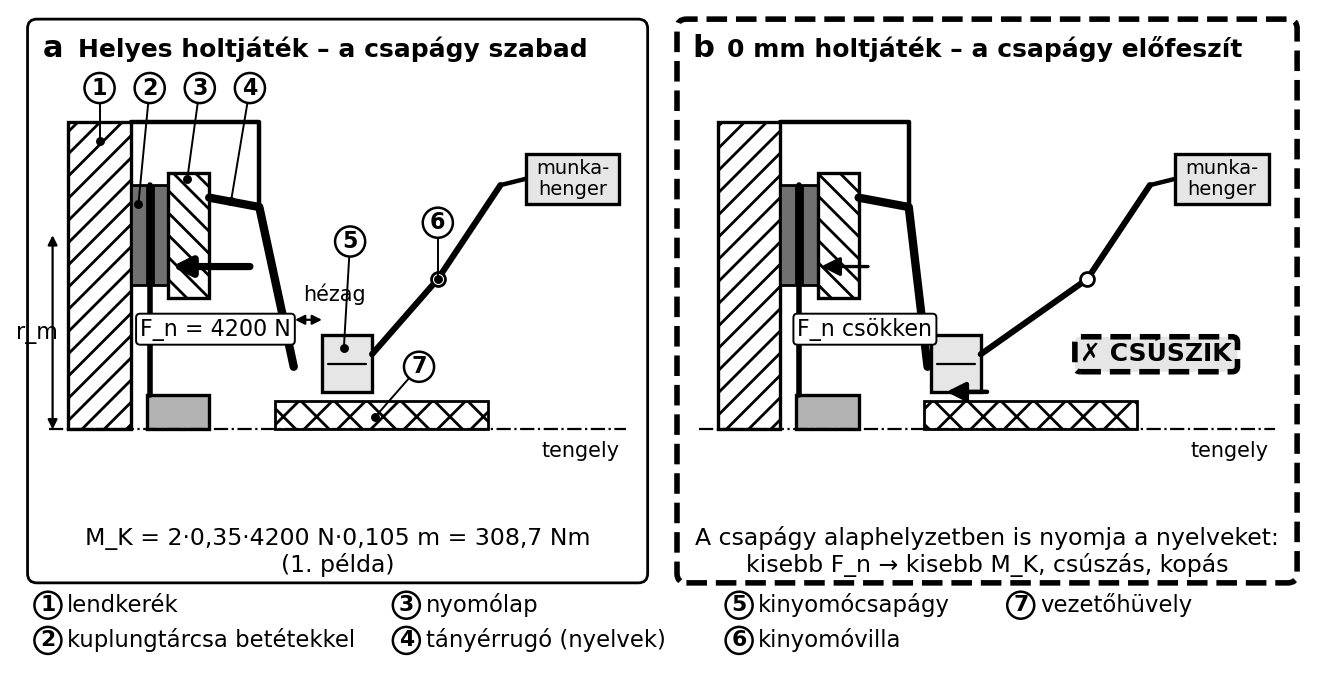 a Helyes holtjáték – a csapágy szabad
1 2 3 4
munka-
henger
6
5
hézag
r_m
F_n = 4200 N
7
tengely
M_K = 2·0,35·4200 N·0,105 m = 308,7 Nm
(1. példa)
b 0 mm holtjáték – a csapágy előfeszít
munka-
henger
F_n csökken
✗ CSÚSZIK
tengely
A csapágy alaphelyzetben is nyomja a nyelveket:
kisebb F_n → kisebb M_K, csúszás, kopás
1 lendkerék
3 nyomólap
5 kinyomócsapágy
7 vezetőhüvely
2 kuplungtárcsa betétekkel
4 tányérrugó (nyelvek)
6 kinyomóvilla